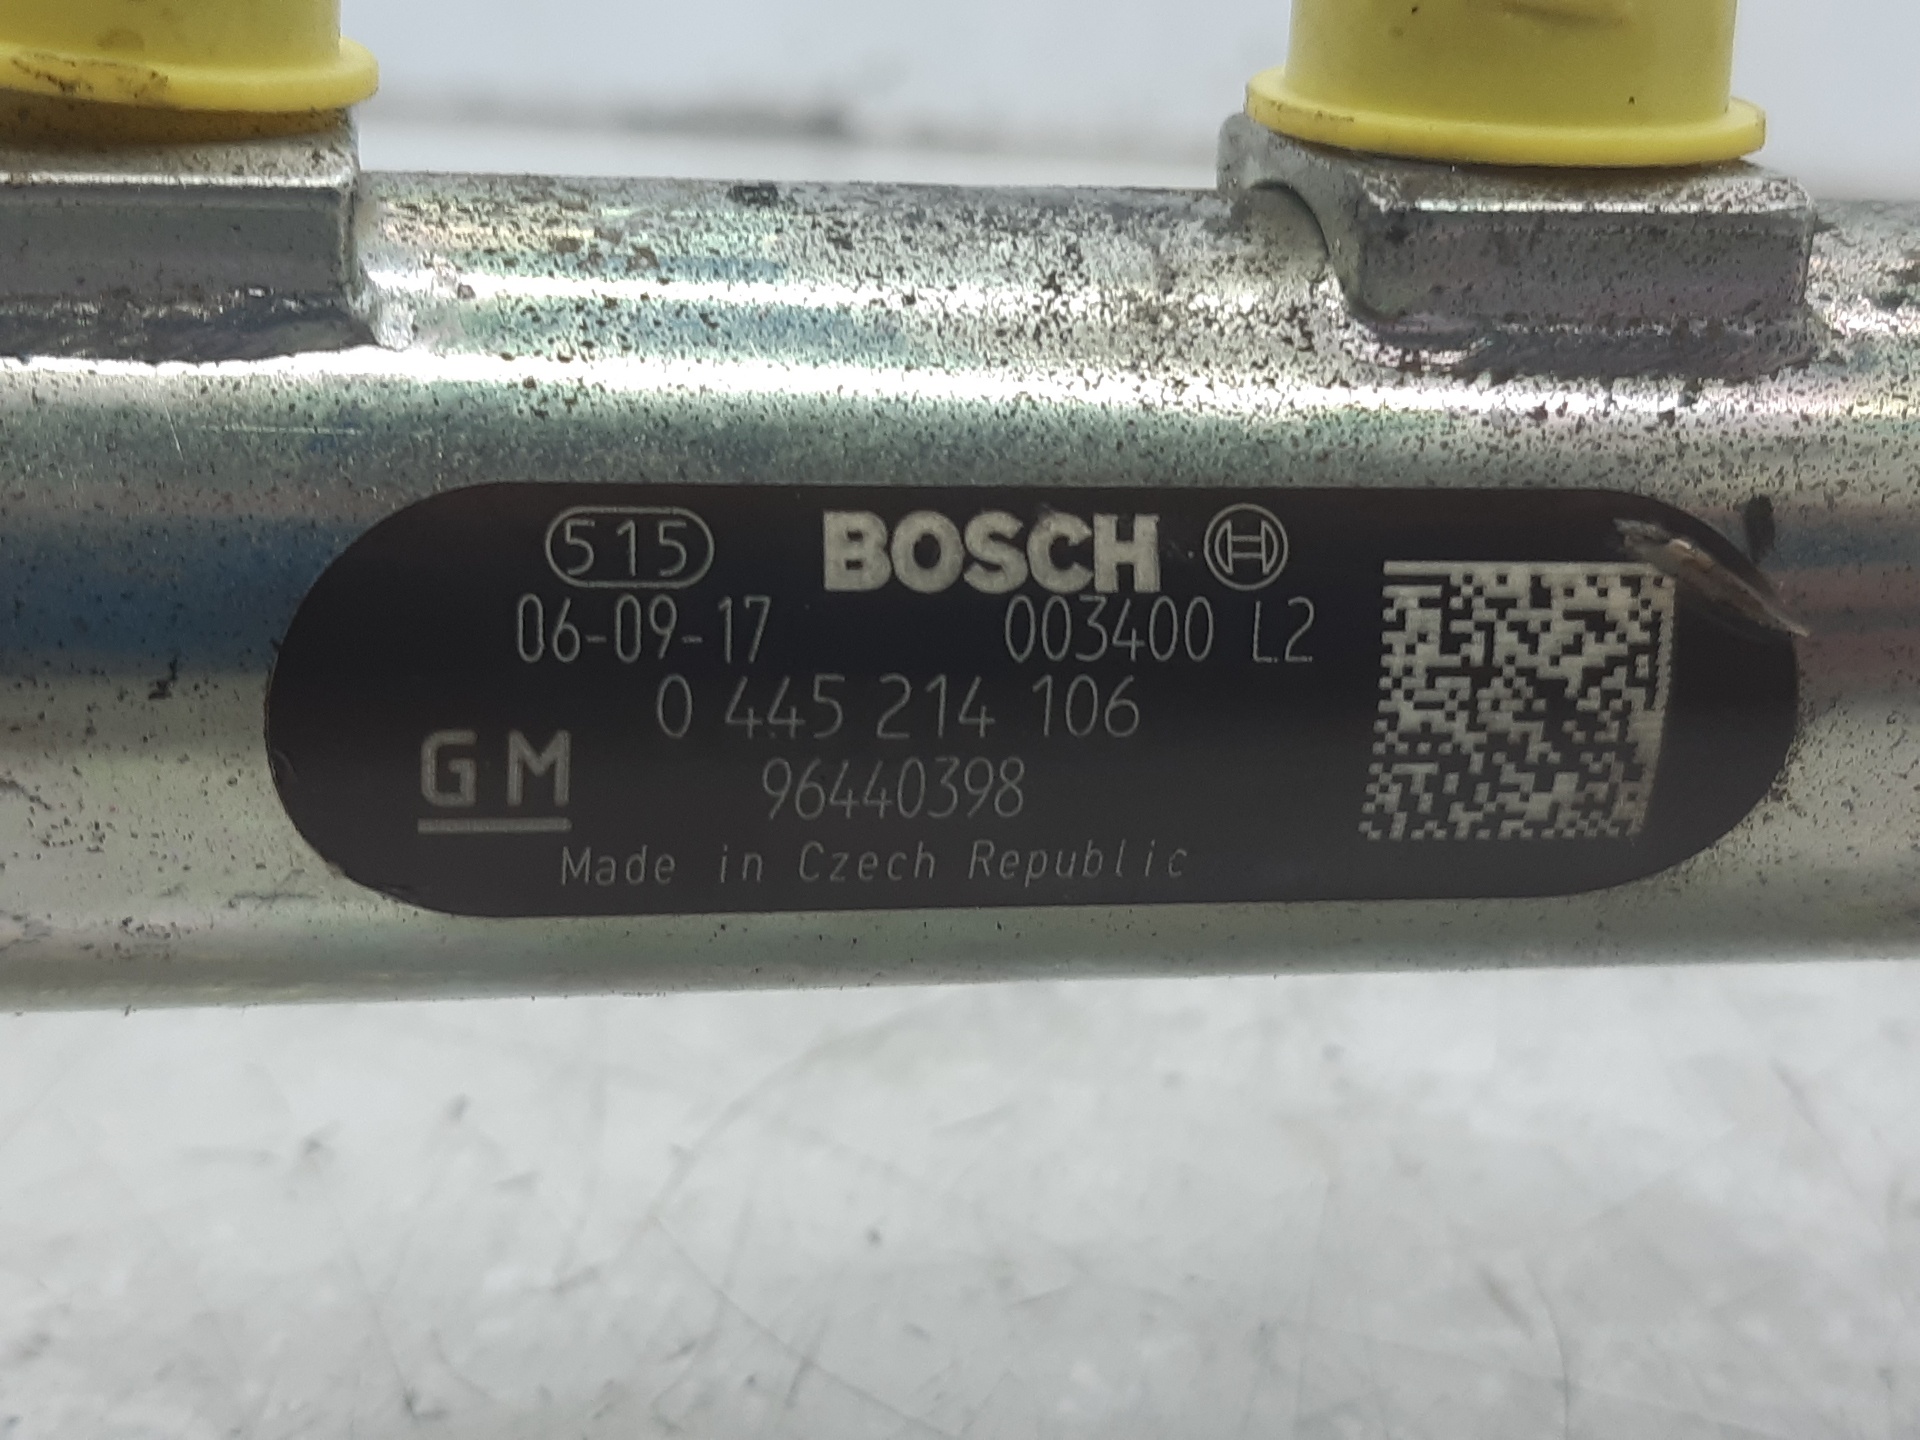 515 BOSCH
06-09-17 003400 L2
0 445 214 106
GM 96440398
Made in Czech Republic